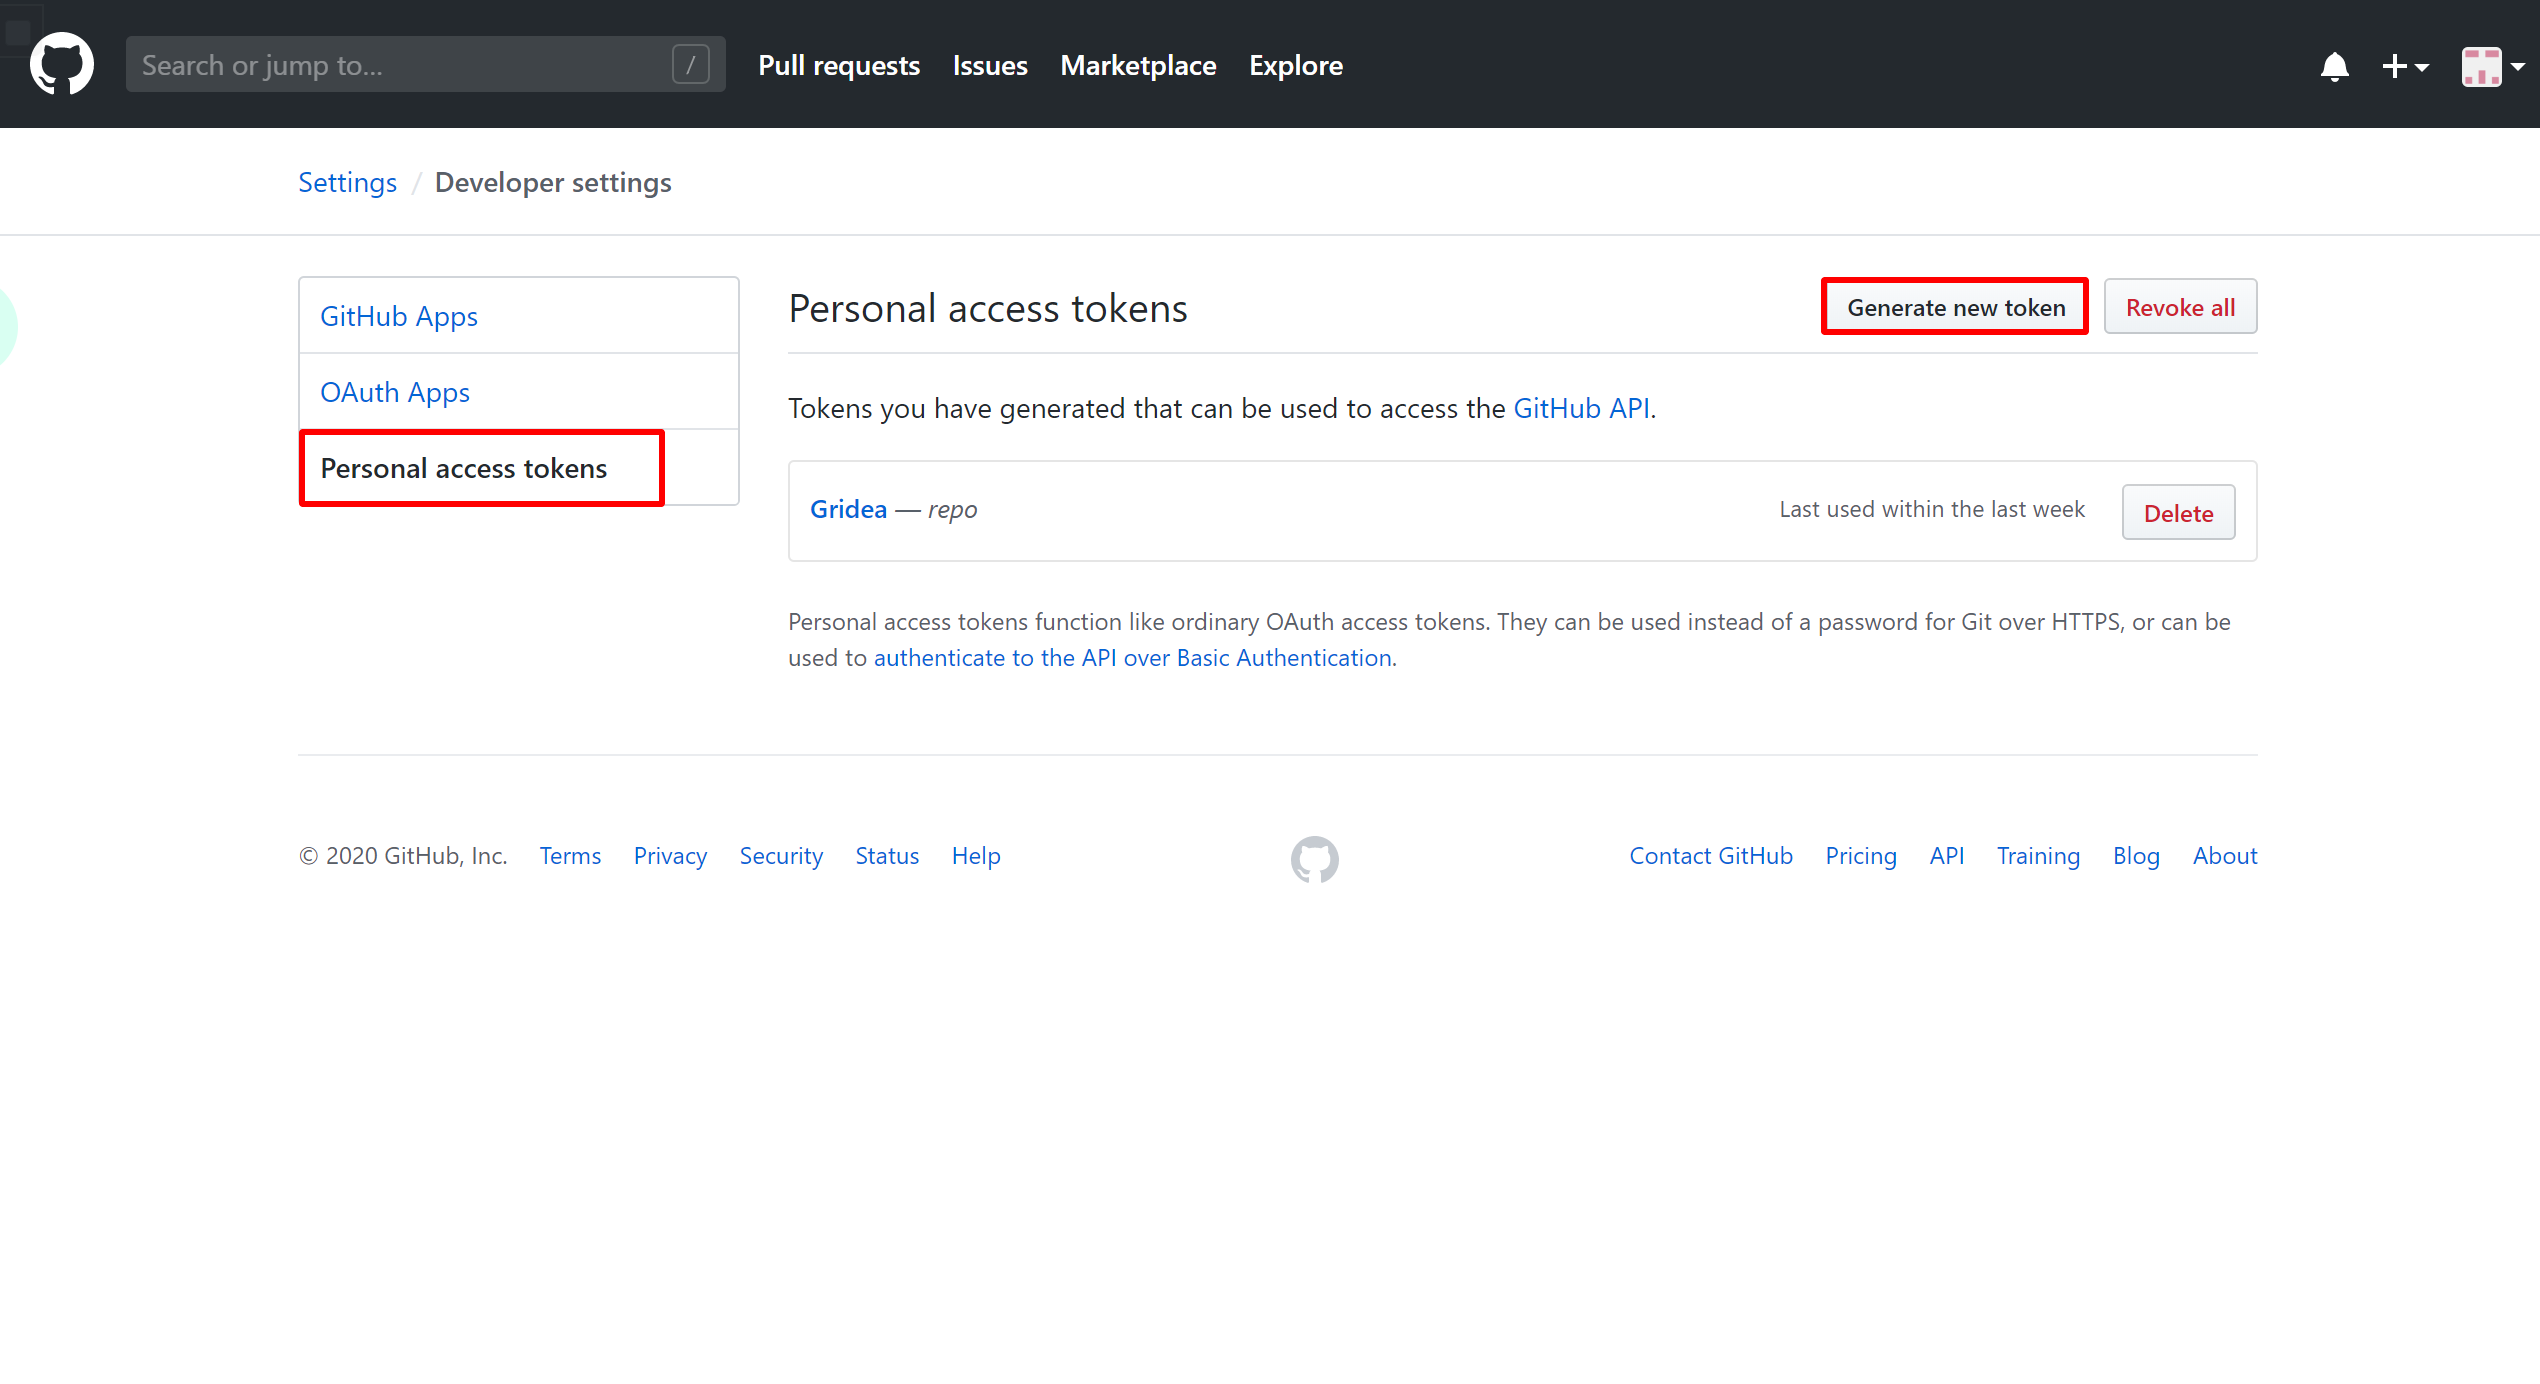 Search or jump to... /
Pull requests Issues Marketplace Explore
Settings / Developer settings
GitHub Apps
OAuth Apps
Personal access tokens
Personal access tokens
Generate new token
Revoke all
Tokens you have generated that can be used to access the GitHub API.
Gridea — repo
Last used within the last week
Delete
Personal access tokens function like ordinary OAuth access tokens. They can be used instead of a password for Git over HTTPS, or can be
used to authenticate to the API over Basic Authentication.
© 2020 GitHub, Inc. Terms Privacy Security Status Help
Contact GitHub Pricing API Training Blog About